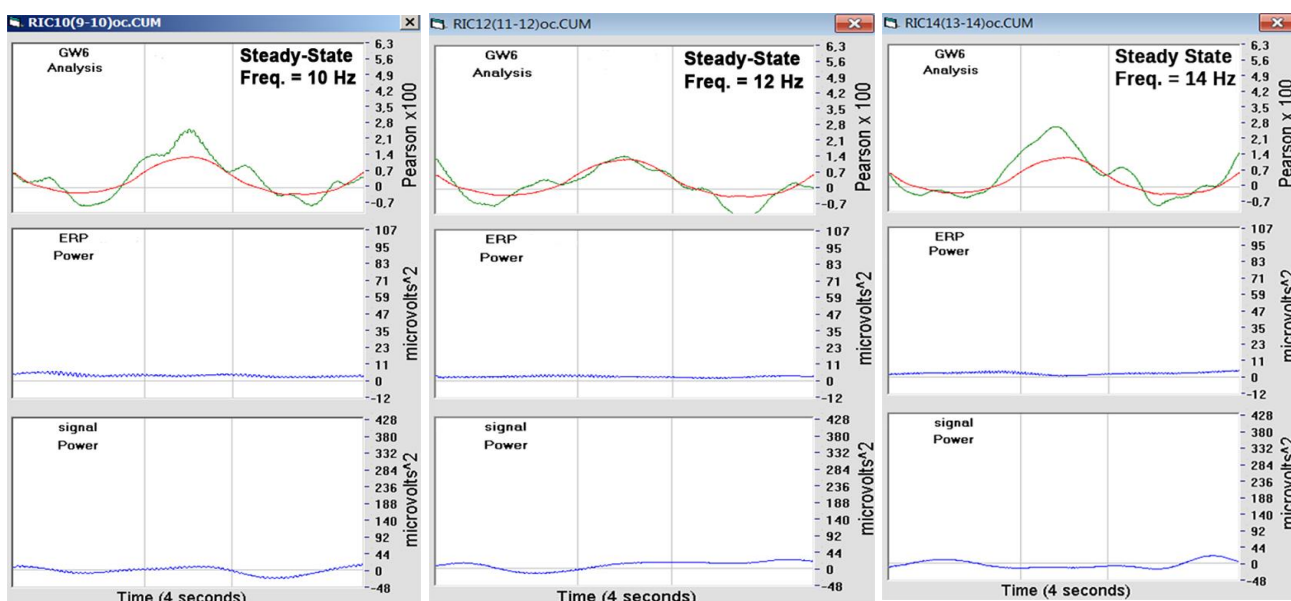 RIC10(9-10)oc.CUM
GW6
Analysis
Steady-State
Freq. = 10 Hz
6,3
5,6
4,9
4,2
3,5
2,8
2,1
1,4
0,7
0
-0,7
Pearson x100
ERP
Power
107
95
83
71
59
47
35
23
11
0
-12
microvolts^2
signal
Power
428
380
332
284
236
188
140
92
44
0
-48
microvolts^2
Time (4 seconds)
RIC12(11-12)oc.CUM
GW6
Analysis
Steady-State
Freq. = 12 Hz
6,3
5,6
4,9
4,2
3,5
2,8
2,1
1,4
0,7
0
-0,7
Pearson x 100
ERP
Power
107
95
83
71
59
47
35
23
11
0
-12
microvolts^2
signal
Power
428
380
332
284
236
188
140
92
44
0
-48
microvolts^2
Time (4 seconds)
RIC14(13-14)oc.CUM
GW6
Analysis
Steady State
Freq. = 14 Hz
6,3
5,6
4,9
4,2
3,5
2,8
2,1
1,4
0,7
0
-0,7
Pearson x 100
ERP
Power
107
95
83
71
59
47
35
23
11
0
-12
microvolts^2
signal
Power
428
380
332
284
236
188
140
92
44
0
-48
microvolts^2
Time (4 seconds)